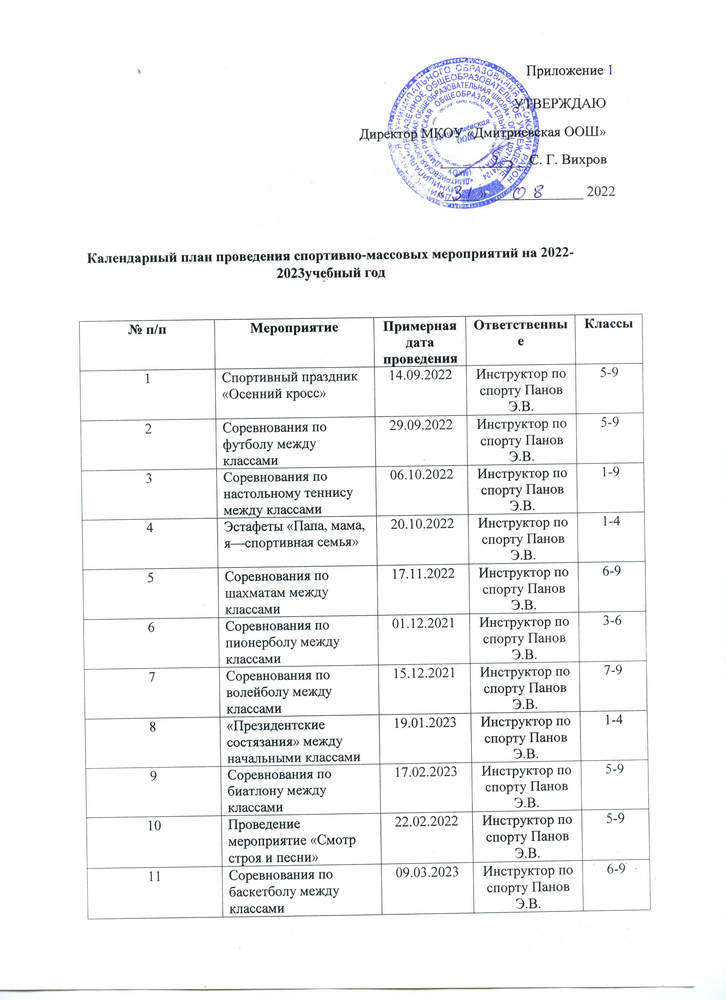 Приложение 1
УТВЕРЖДАЮ
Директор МКОУ «Дмитриевская ООШ»
С. Г. Вихров
«31» 08 2022
Дмитриевская
ООШ
Календарный план проведения спортивно-массовых мероприятий на 2022-
2023учебный год
№ п/п Мероприятие Примерная дата проведения Ответственны е Классы
1 Спортивный праздник «Осенний кросс» 14.09.2022 Инструктор по спорту Панов Э.В. 5-9
2 Соревнования по футболу между классами 29.09.2022 Инструктор по спорту Панов Э.В. 5-9
3 Соревнования по настольному теннису между классами 06.10.2022 Инструктор по спорту Панов Э.В. 1-9
4 Эстафеты «Папа, мама, я—спортивная семья» 20.10.2022 Инструктор по спорту Панов Э.В. 1-4
5 Соревнования по шахматам между классами 17.11.2022 Инструктор по спорту Панов Э.В. 6-9
6 Соревнования по пионерболу между классами 01.12.2021 Инструктор по спорту Панов Э.В. 3-6
7 Соревнования по волейболу между классами 15.12.2021 Инструктор по спорту Панов Э.В. 7-9
8 «Президентские состязания» между начальными классами 19.01.2023 Инструктор по спорту Панов Э.В. 1-4
9 Соревнования по биатлону между классами 17.02.2023 Инструктор по спорту Панов Э.В. 5-9
10 Проведение мероприятие «Смотр строя и песни» 22.02.2022 Инструктор по спорту Панов Э.В. 5-9
11 Соревнования по баскетболу между классами 09.03.2023 Инструктор по спорту Панов Э.В. 6-9